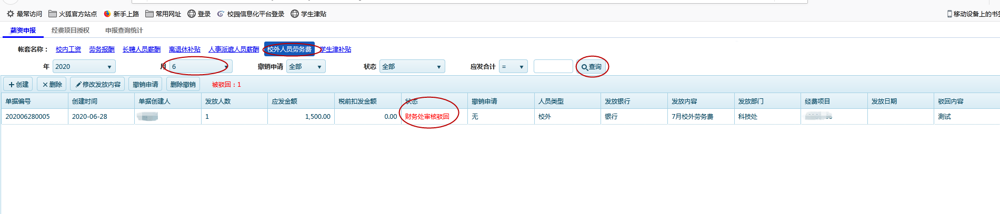 最常访问 火狐官方站点 新手上路 常用网址 登录 校园信息化平台登录 学生津贴 移动设备上的书签
薪资申报 经费项目授权 申报查询统计
帐套名称： 校内工资 劳务报酬 长聘人员薪酬 离退休补贴 人事派遣人员薪酬 校外人员劳务费 学生津补贴
年 2020 月 6 撤销申请 全部 状态 全部 应发合计 = 查询
创建 删除 修改发放内容 撤销申请 删除撤销 被驳回：1
单据编号 创建时间 单据创建人 发放人数 应发金额 税前扣发金额 状态 撤销申请 人员类型 发放银行 发放内容 发放部门 经费项目 发放日期 驳回内容
202006280005 2020-06-28 1 1,500.00 0.00 财务处审核驳回 无 校外 银行 7月校外劳务费 科技处 测试